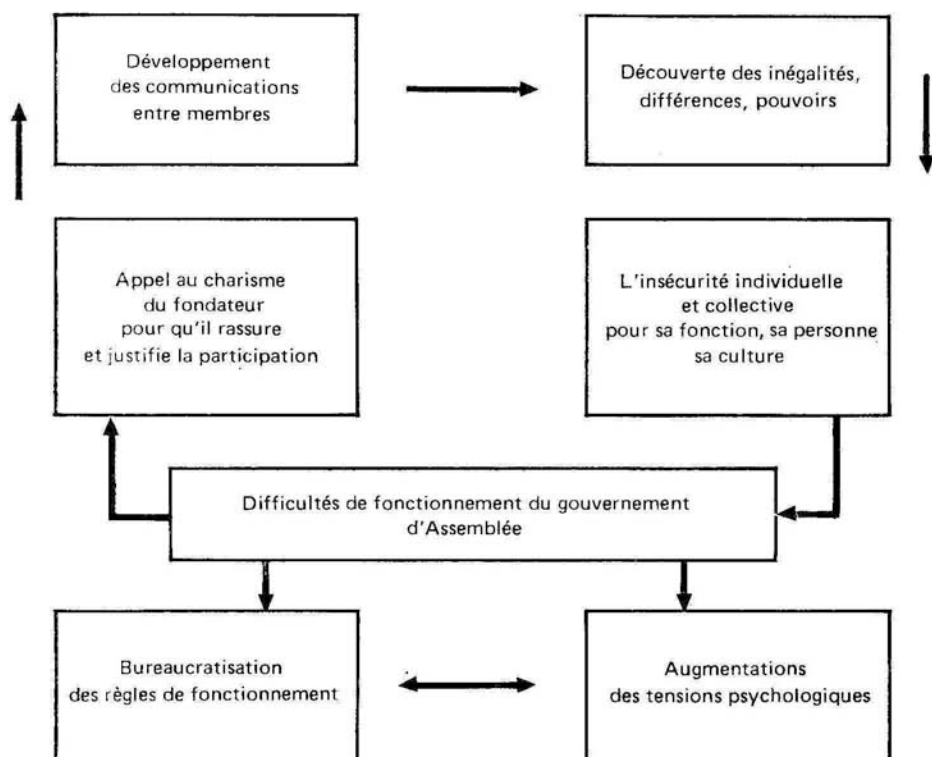 Développement
des communications
entre membres
Découverte des inégalités,
différences, pouvoirs
Appel au charisme
du fondateur
pour qu'il rassure
et justifie la participation
L'insécurité individuelle
et collective
pour sa fonction, sa personne
sa culture
Difficultés de fonctionnement du gouvernement
d'Assemblée
Bureaucratisation
des règles de fonctionnement
Augmentations
des tensions psychologiques